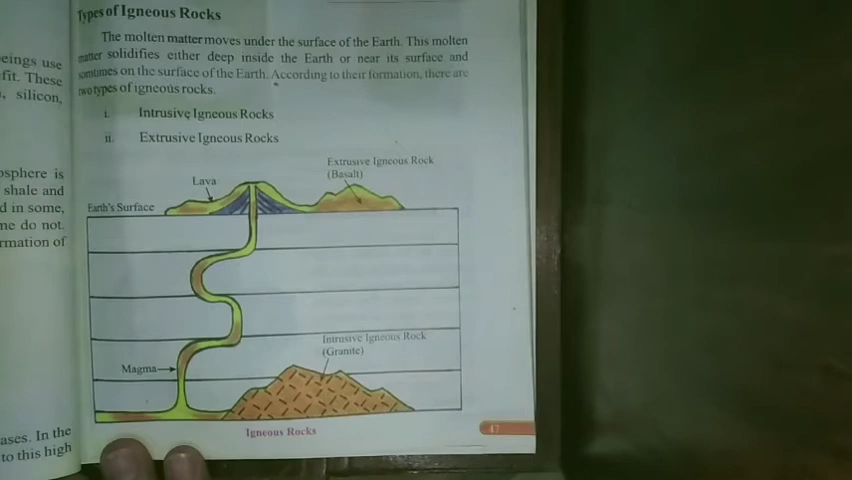 eings use
fit. These
, silicon,
osphere is
shale and
d in some,
me do not.
rmation of
ases. In the
to this high
Types of Igneous Rocks
The molten matter moves under the surface of the Earth. This molten
matter solidifies either deep inside the Earth or near its surface and
somtimes on the surface of the Earth. According to their formation, there are
two types of igneous rocks.
i. Intrusive Igneous Rocks
ii. Extrusive Igneous Rocks
Extrusive Igneous Rock
(Basalt)
Lava
Earth's Surface
Intrusive Igneous Rock
(Granite)
Magma
Igneous Rocks
47